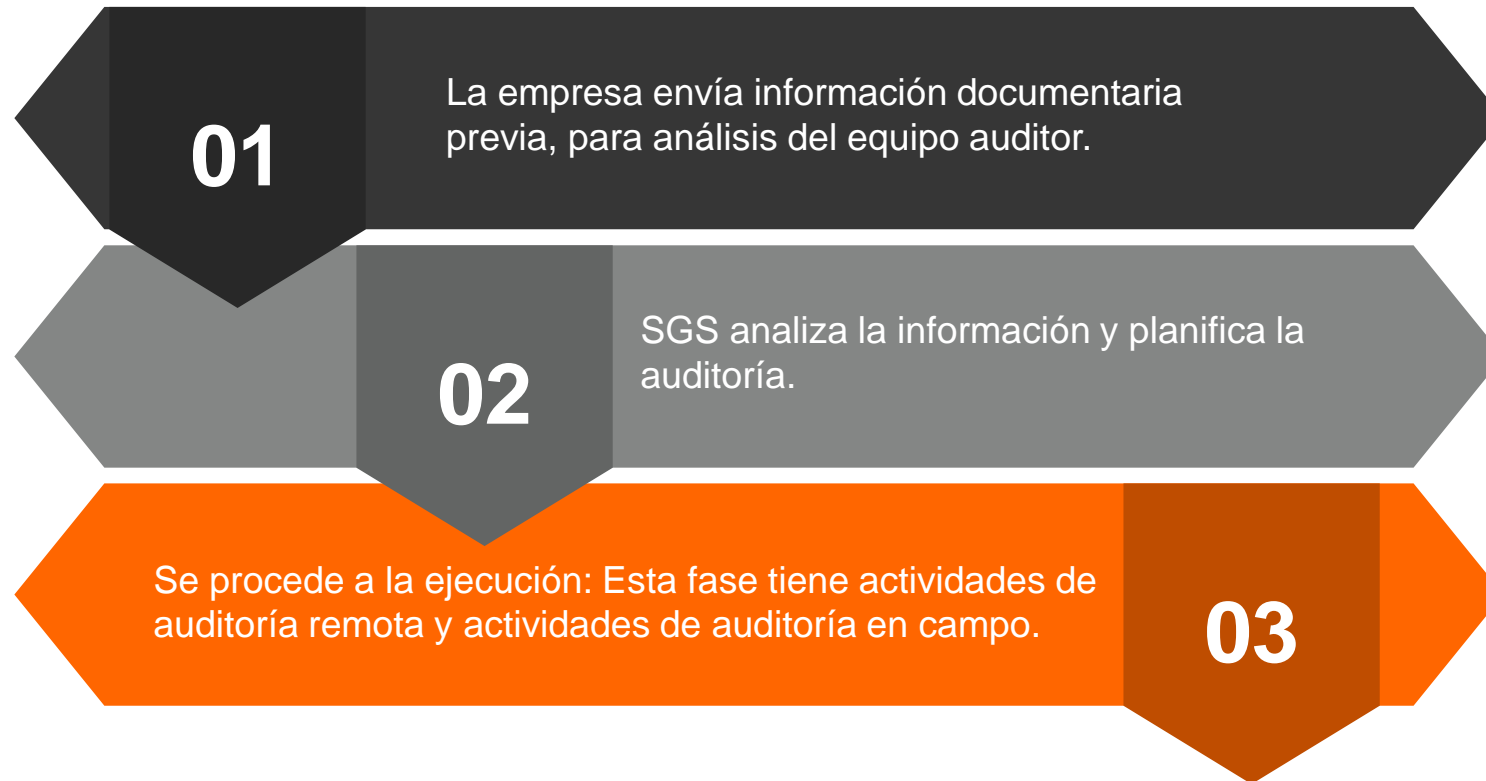 01
La empresa envía información documentaria
previa, para análisis del equipo auditor.
02
SGS analiza la información y planifica la
auditoría.
Se procede a la ejecución: Esta fase tiene actividades de
auditoría remota y actividades de auditoría en campo.
03